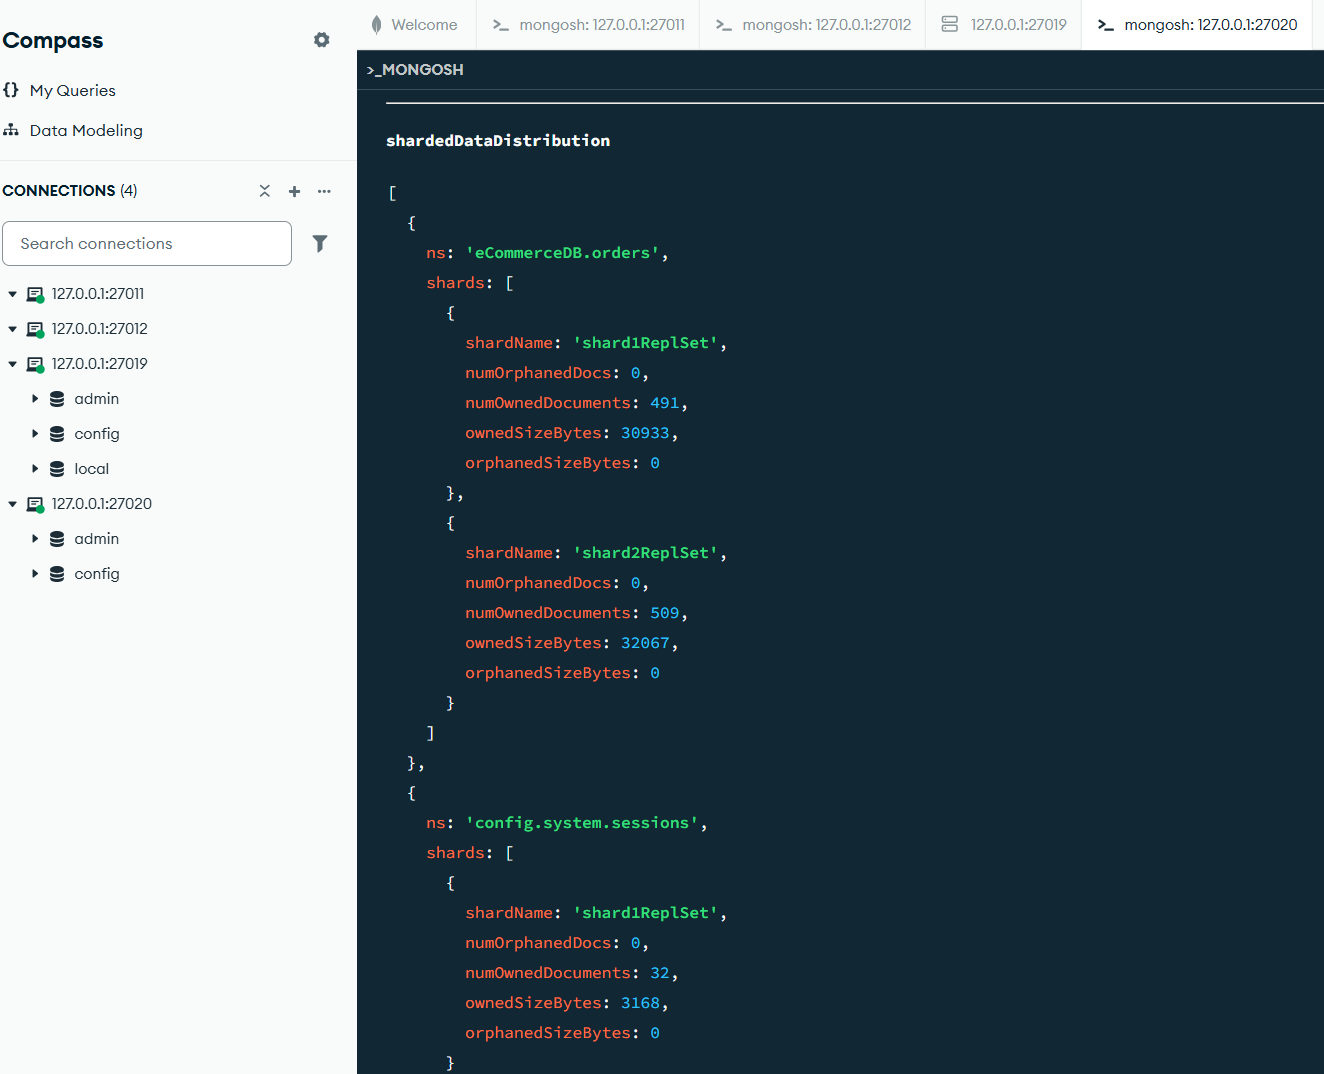 Compass
My Queries
Data Modeling
CONNECTIONS (4)
Search connections
127.0.0.1:27011
127.0.0.1:27012
127.0.0.1:27019
admin
config
local
127.0.0.1:27020
admin
config
Welcome
>_ mongosh: 127.0.0.1:27011
>_ mongosh: 127.0.0.1:27012
127.0.0.1:27019
>_ mongosh: 127.0.0.1:27020
>_MONGOSH
shardedDataDistribution
[
{
ns: 'eCommerceDB.orders',
shards: [
{
shardName: 'shard1ReplSet',
numOrphanedDocs: 0,
numOwnedDocuments: 491,
ownedSizeBytes: 30933,
orphanedSizeBytes: 0
},
{
shardName: 'shard2ReplSet',
numOrphanedDocs: 0,
numOwnedDocuments: 509,
ownedSizeBytes: 32067,
orphanedSizeBytes: 0
}
]
},
{
ns: 'config.system.sessions',
shards: [
{
shardName: 'shard1ReplSet',
numOrphanedDocs: 0,
numOwnedDocuments: 32,
ownedSizeBytes: 3168,
orphanedSizeBytes: 0
}